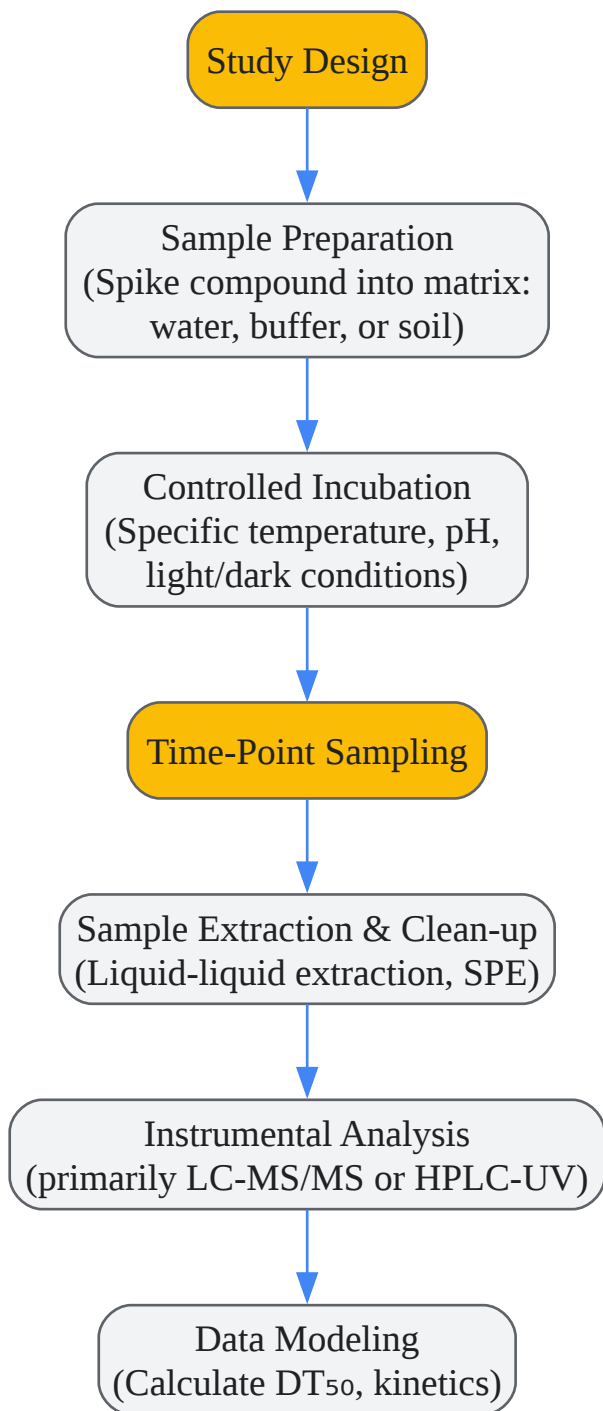 Study Design
Sample Preparation
(Spike compound into matrix:
water, buffer, or soil)
Controlled Incubation
(Specific temperature, pH,
light/dark conditions)
Time-Point Sampling
Sample Extraction & Clean-up
(Liquid-liquid extraction, SPE)
Instrumental Analysis
(primarily LC-MS/MS or HPLC-UV)
Data Modeling
(Calculate DT₅₀, kinetics)